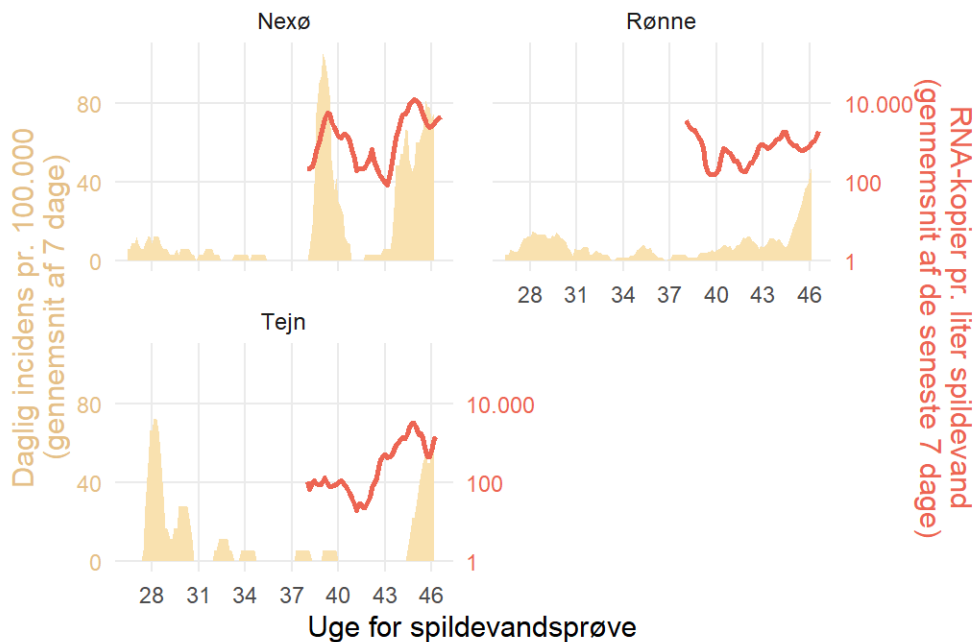 Nexø
Rønne
Daglig incidens pr. 100.000
(gennemsnit af 7 dage)
80
40
0
10.000
100
1
28 31 34 37 40 43 46
RNA-kopier pr. liter spildevand
(gennemsnit af de seneste 7 dage)
Tejn
80
40
0
10.000
100
1
28 31 34 37 40 43 46
Uge for spildevandsprøve